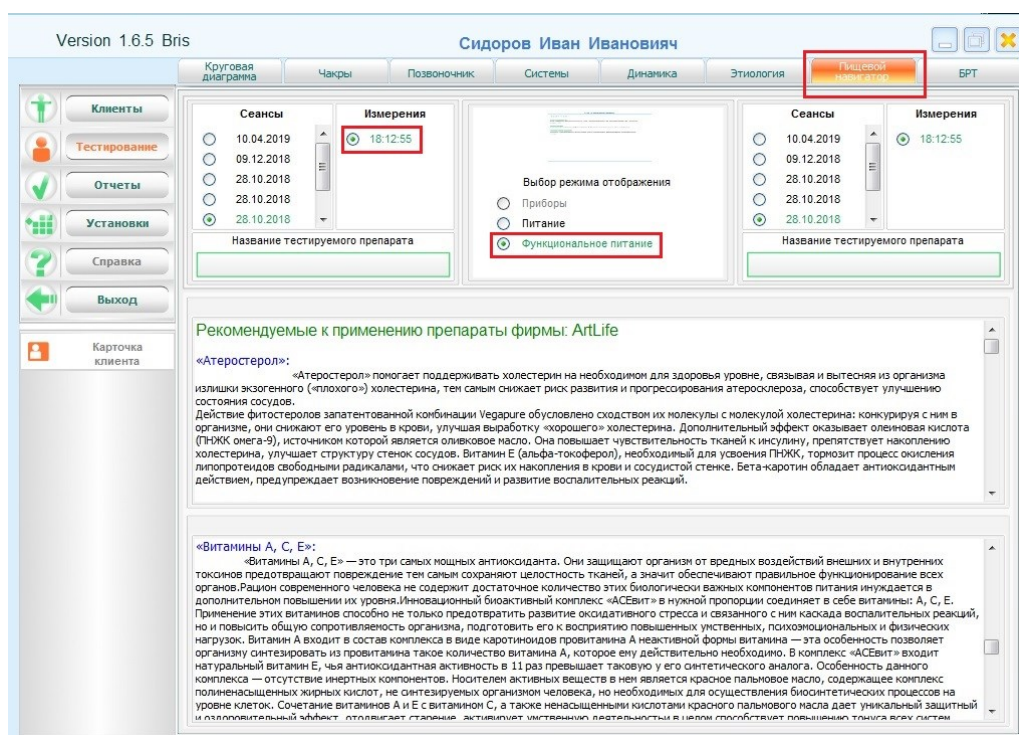 Version 1.6.5 Bris
Сидоров Иван Ивановияч
Круговая диаграмма
Чакры
Позвоночник
Системы
Динамика
Этиология
Пищевой навигатор
БРТ
Клиенты
Тестирование
Отчеты
Установки
Справка
Выход
Карточка клиента
Сеансы
Измерения
10.04.2019
09.12.2018
28.10.2018
28.10.2018
28.10.2018
18:12:55
Название тестируемого препарата
Выбор режима отображения
Приборы
Питание
Функциональное питание
Сеансы
Измерения
10.04.2019
09.12.2018
28.10.2018
28.10.2018
28.10.2018
18:12:55
Название тестируемого препарата
Рекомендуемые к применению препараты фирмы: ArtLife
«Атеростерол»:
«Атеростерол» помогает поддерживать холестерин на необходимом для здоровья уровне, связывая и вытесняя из организма
излишки экзогенного («плохого») холестерина, тем самым снижает риск развития и прогрессирования атеросклероза, способствует улучшению
состояния сосудов.
Действие фитостеролов запатентованной комбинации Vegapure обусловлено сходством их молекулы с молекулой холестерина: конкурируя с ним в
организме, они снижают его уровень в крови, улучшая выработку «хорошего» холестерина. Дополнительный эффект оказывает олеиновая кислота
(ПНЖК омега-9), источником которой является оливковое масло. Она повышает чувствительность тканей к инсулину, препятствует накоплению
холестерина, улучшает структуру стенок сосудов. Витамин Е (альфа-токоферол), необходимый для усвоения ПНЖК, тормозит процесс окисления
липопротеидов свободными радикалами, что снижает риск их накопления в крови и сосудистой стенке. Бета-каротин обладает антиоксидантным
действием, предупреждает возникновение повреждений и развитие воспалительных реакций.
«Витамины А, С, Е»:
«Витамины А, С, Е» — это три самых мощных антиоксиданта. Они защищают организм от вредных воздействий внешних и внутренних
токсинов предотвращают повреждение тем самым сохраняют целостность тканей, а значит обеспечивают правильное функционирование всех
органов.Рацион современного человека не содержит достаточное количество этих биологически важных компонентов питания инуждается в
дополнительном повышении их уровня.Инновационный биоактивный комплекс «АСЕвит» в нужной пропорции соединяет в себе витамины: А, С, Е.
Применение этих витаминов способно не только предотвратить развитие оксидативного стресса и связанного с ним каскада воспалительных реакций,
но и повысить общую сопротивляемость организма, подготовить его к восприятию повышенных умственных, психоэмоциональных и физических
нагрузок. Витамин А входит в состав комплекса в виде каротиноидов провитамина А неактивной формы витамина — эта особенность позволяет
организму синтезировать из провитамина такое количество витамина А, которое ему действительно необходимо. В комплекс «АСЕвит» входит
натуральный витамин Е, чья антиоксидантная активность в 11 раз превышает таковую у его синтетического аналога. Особенность данного
комплекса — отсутствие инертных компонентов. Носителем активных веществ в нем является красное пальмовое масло, содержащее комплекс
полиненасыщенных жирных кислот, не синтезируемых организмом человека, но необходимых для осуществления биосинтетических процессов на
уровне клеток. Сочетание витаминов А и Е с витамином С, а также ненасыщенными кислотами красного пальмового масла дает уникальный защитный
и оздоровительный эффект, отодвигает старение, активирует умственную деятельностьи в целом способствует повышению тонуса всех систем